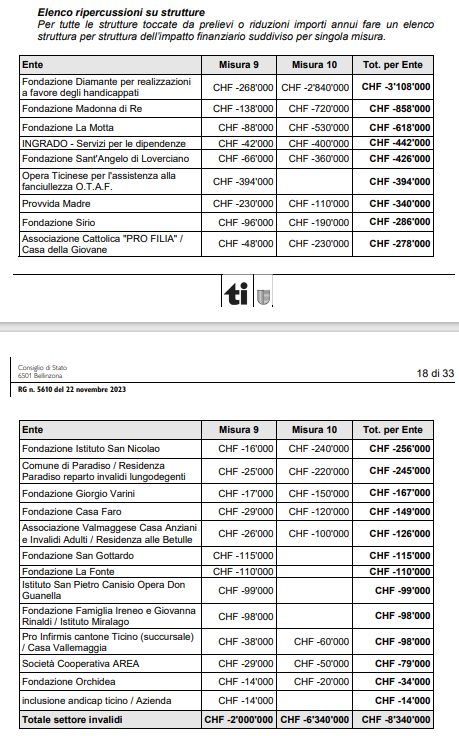 Elenco ripercussioni su strutture
Per tutte le strutture toccate da prelievi o riduzioni importi annui fare un elenco
struttura per struttura dell'impatto finanziario suddiviso per singola misura.
Ente Misura 9 Misura 10 Tot. per Ente
Fondazione Diamante per realizzazioni
a favore degli handicappati CHF -268'000 CHF -2'840'000 CHF -3'108'000
Fondazione Madonna di Re CHF -138'000 CHF -720'000 CHF -858'000
Fondazione La Motta CHF -88'000 CHF -530'000 CHF -618'000
INGRADO - Servizi per le dipendenze CHF -42'000 CHF -400'000 CHF -442'000
Fondazione Sant'Angelo di Loverciano CHF -66'000 CHF -360'000 CHF -426'000
Opera Ticinese per l'assistenza alla
fanciullezza O.T.A.F. CHF -394'000 CHF -394'000
Provvida Madre CHF -230'000 CHF -110'000 CHF -340'000
Fondazione Sirio CHF -96'000 CHF -190'000 CHF -286'000
Associazione Cattolica "PRO FILIA" /
Casa della Giovane CHF -48'000 CHF -230'000 CHF -278'000
ti
Consiglio di Stato
6501 Bellinzona
18 di 33
RG n. 5610 del 22 novembre 2023
Ente Misura 9 Misura 10 Tot. per Ente
Fondazione Istituto San Nicolao CHF -16'000 CHF -240'000 CHF -256'000
Comune di Paradiso / Residenza
Paradiso reparto invalidi lungodegenti CHF -25'000 CHF -220'000 CHF -245'000
Fondazione Giorgio Varini CHF -17'000 CHF -150'000 CHF -167'000
Fondazione Casa Faro CHF -29'000 CHF -120'000 CHF -149'000
Associazione Valmaggese Casa Anziani
e Invalidi Adulti / Residenza alle Betulle CHF -26'000 CHF -100'000 CHF -126'000
Fondazione San Gottardo CHF -115'000 CHF -115'000
Fondazione La Fonte CHF -110'000 CHF -110'000
Istituto San Pietro Canisio Opera Don
Guanella CHF -99'000 CHF -99'000
Fondazione Famiglia Ireneo e Giovanna
Rinaldi / Istituto Miralago CHF -98'000 CHF -98'000
Pro Infirmis cantone Ticino (succursale)
/ Casa Vallemaggia CHF -38'000 CHF -60'000 CHF -98'000
Società Cooperativa AREA CHF -29'000 CHF -50'000 CHF -79'000
Fondazione Orchidea CHF -14'000 CHF -20'000 CHF -34'000
inclusione andicap ticino / Azienda CHF -14'000 CHF -14'000
Totale settore invalidi CHF -2'000'000 CHF -6'340'000 CHF -8'340'000